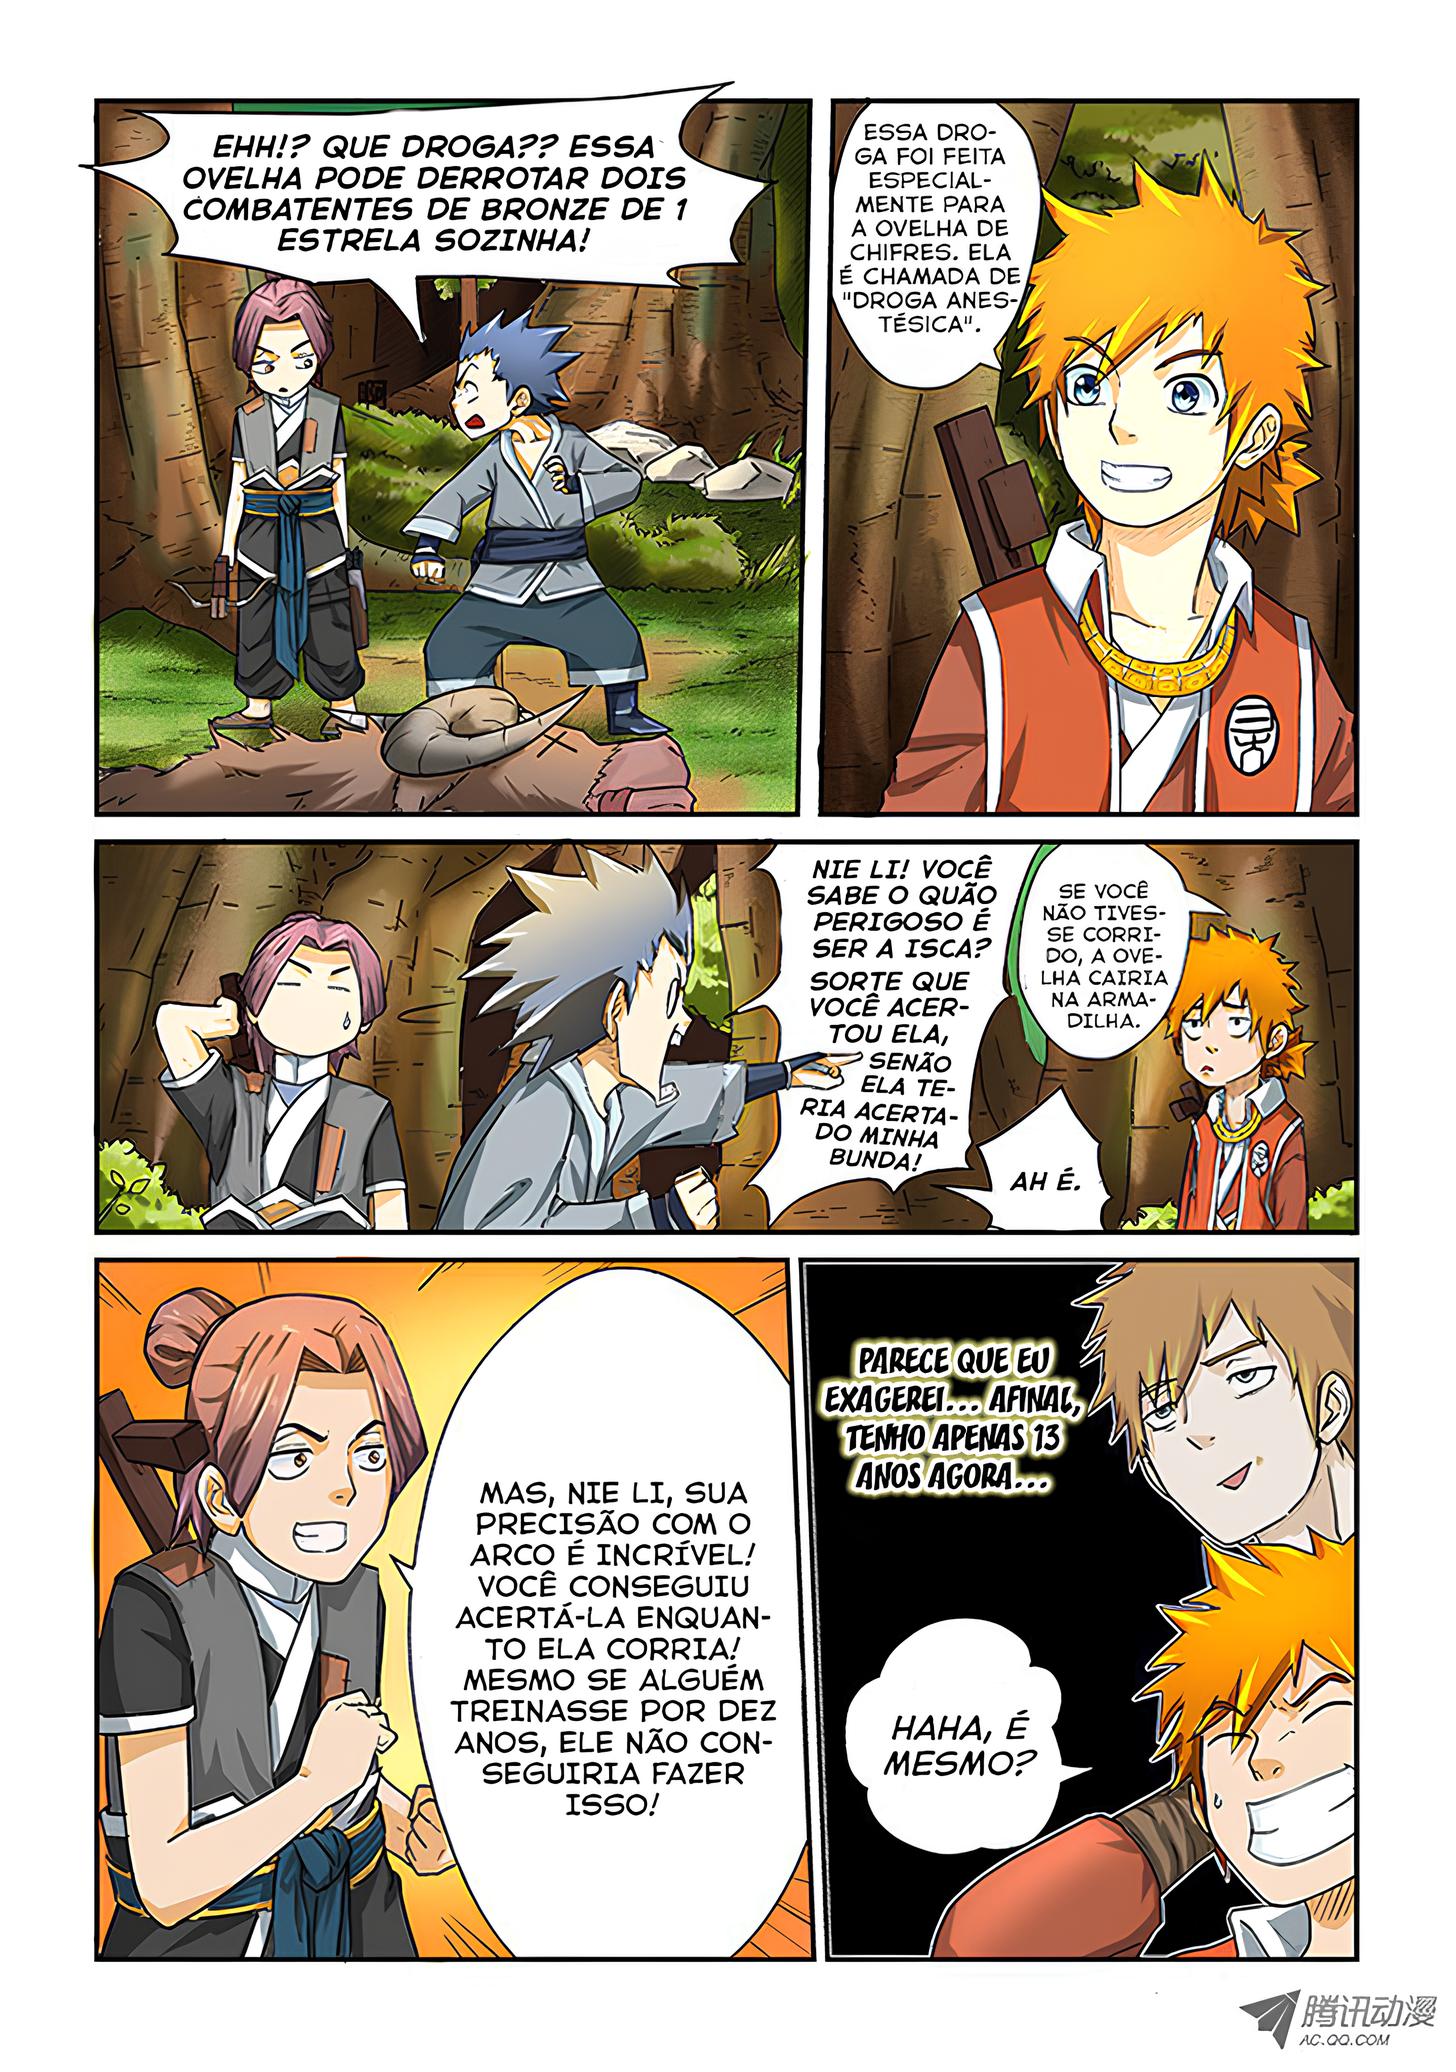 EHH!? QUE DROGA?? ESSA
OVELHA PODE DERROTAR DOIS
COMBATENTES DE BRONZE DE 1
ESTRELA SOZINHA!
ESSA DRO-
GA FOI FEITA
ESPECIAL-
MENTE PARA
A OVELHA DE
CHIFRES. ELA
É CHAMADA DE
"DROGA ANES-
TÉSICA".
NIE LI! VOCÊ
SABE O QUÃO
PERIGOSO É
SER A ISCA?
SORTE QUE
VOCÊ ACER-
TOU ELA,
SENÃO
ELA TE-
RIA ACERTA-
DO MINHA
BUNDA!
SE VOCÊ
NÃO TIVES-
SE CORRI-
DO, A OVE-
LHA CAIRIA
NA ARMA-
DILHA.
AH É.
MAS, NIE LI, SUA
PRECISÃO COM O
ARCO É INCRÍVEL!
VOCÊ CONSEGUIU
ACERTÁ-LA ENQUAN-
TO ELA CORRIA!
MESMO SE ALGUÉM
TREINASSE POR DEZ
ANOS, ELE NÃO CON-
SEGUIRIA FAZER
ISSO!
PARECE QUE EU
EXAGEREI... AFINAL,
TENHO APENAS 13
ANOS AGORA...
HAHA, É
MESMO?
腾讯动漫
AC.QQ.COM